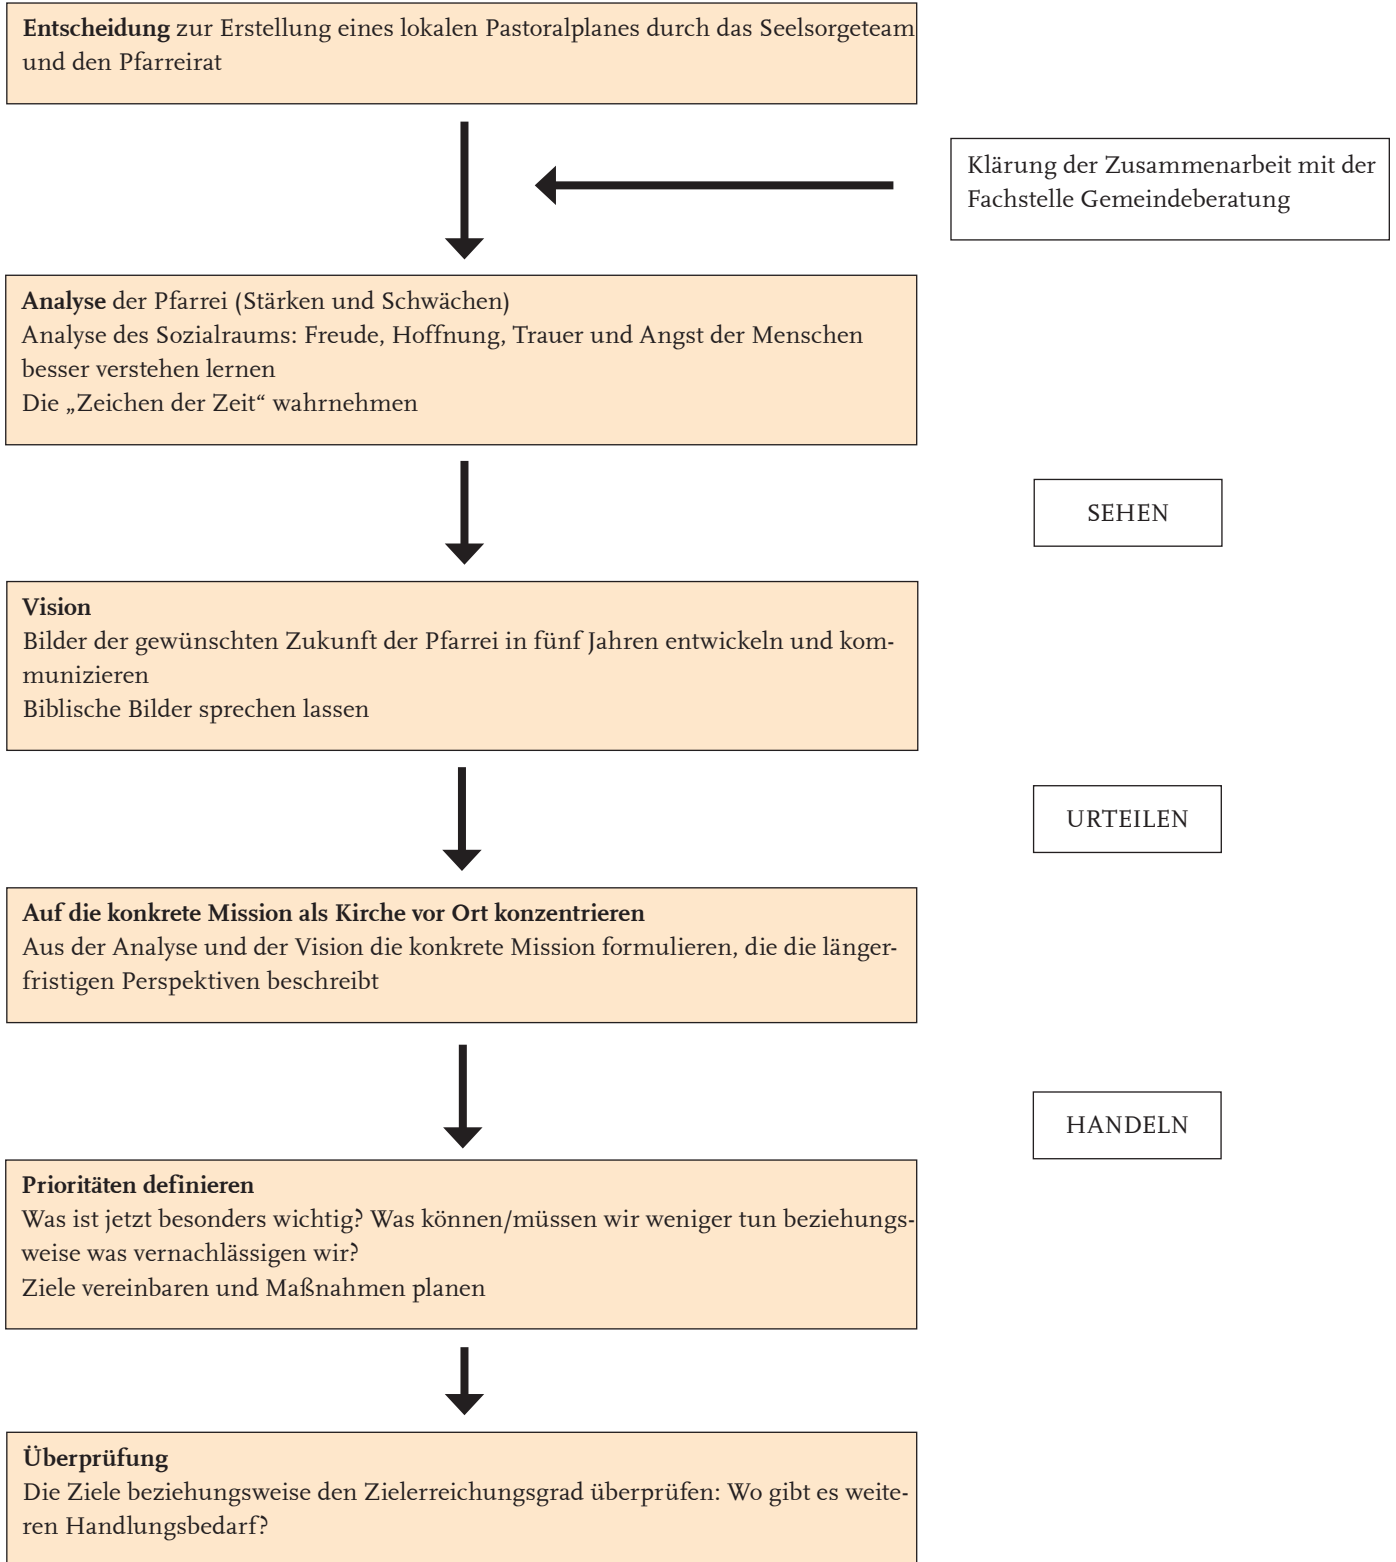 Entscheidung zur Erstellung eines lokalen Pastoralplanes durch das Seelsorgeteam
und den Pfarreirat
Klärung der Zusammenarbeit mit der
Fachstelle Gemeindeberatung
Analyse der Pfarrei (Stärken und Schwächen)
Analyse des Sozialraums: Freude, Hoffnung, Trauer und Angst der Menschen
besser verstehen lernen
Die „Zeichen der Zeit“ wahrnehmen
SEHEN
Vision
Bilder der gewünschten Zukunft der Pfarrei in fünf Jahren entwickeln und kom-
munizieren
Biblische Bilder sprechen lassen
URTEILEN
Auf die konkrete Mission als Kirche vor Ort konzentrieren
Aus der Analyse und der Vision die konkrete Mission formulieren, die die länger-
fristigen Perspektiven beschreibt
HANDELN
Prioritäten definieren
Was ist jetzt besonders wichtig? Was können/müssen wir weniger tun beziehungs-
weise was vernachlässigen wir?
Ziele vereinbaren und Maßnahmen planen
Überprüfung
Die Ziele beziehungsweise den Zielerreichungsgrad überprüfen: Wo gibt es weite-
ren Handlungsbedarf?